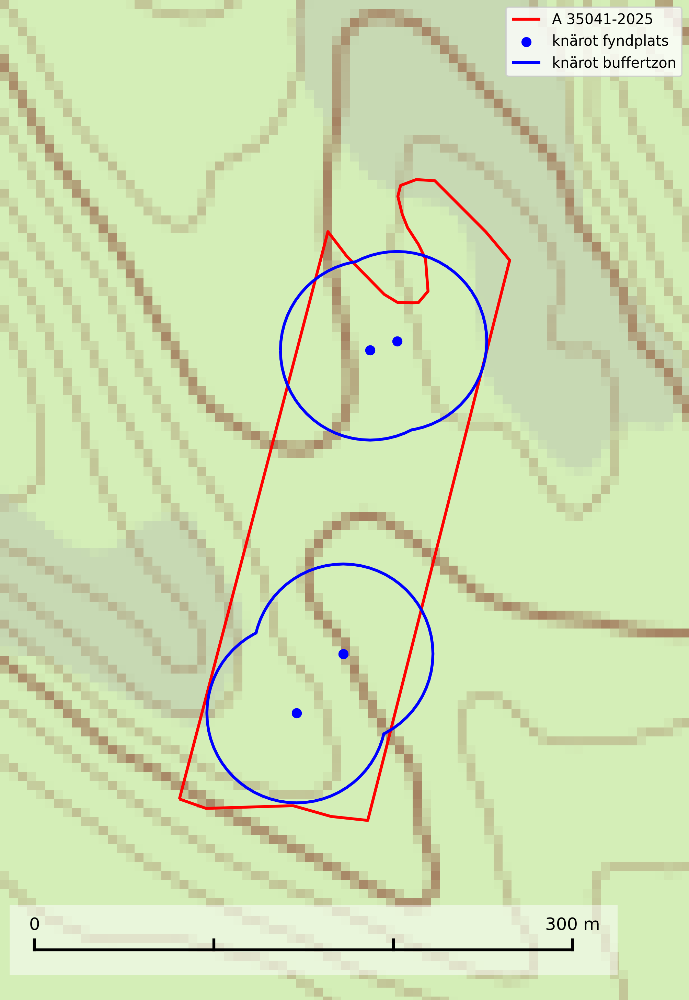 A 35041-2025
knärot fyndplats
knärot buffertzon
0
300 m